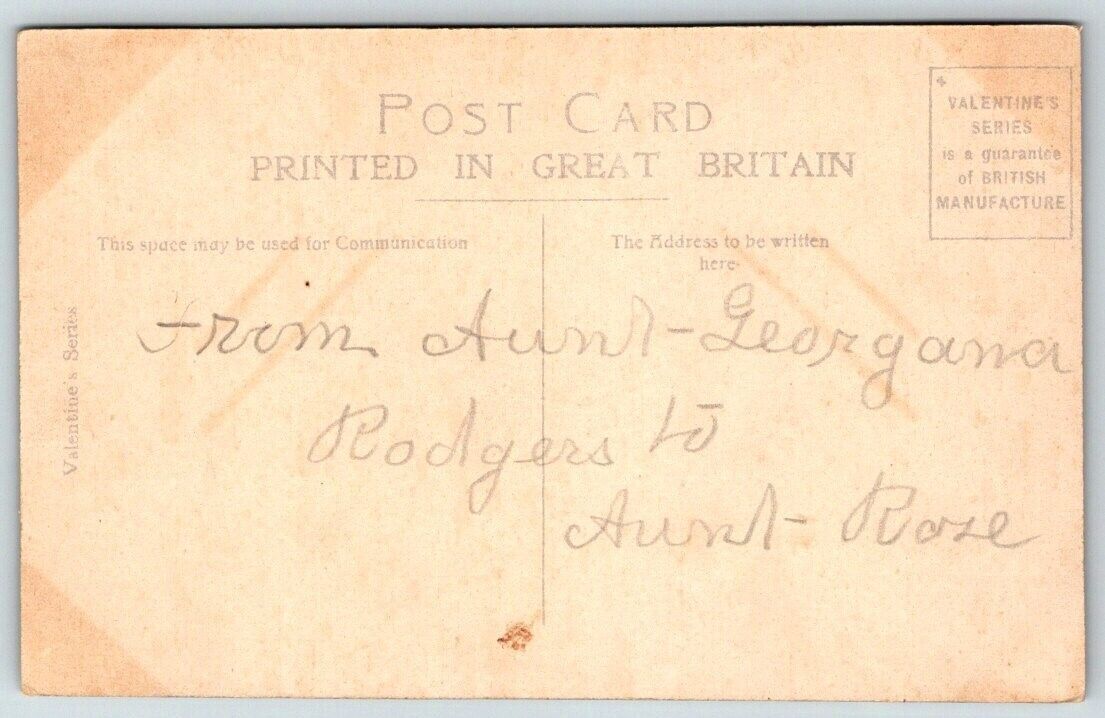 POST CARD
PRINTED IN GREAT BRITAIN
VALENTINE'S
SERIES
is a guarantee
of BRITISH
MANUFACTURE
This space may be used for Communication
The Address to be written
here-
Valentine's Series
From Aunt-Georgana
Rodgers to
Aunt-Rose